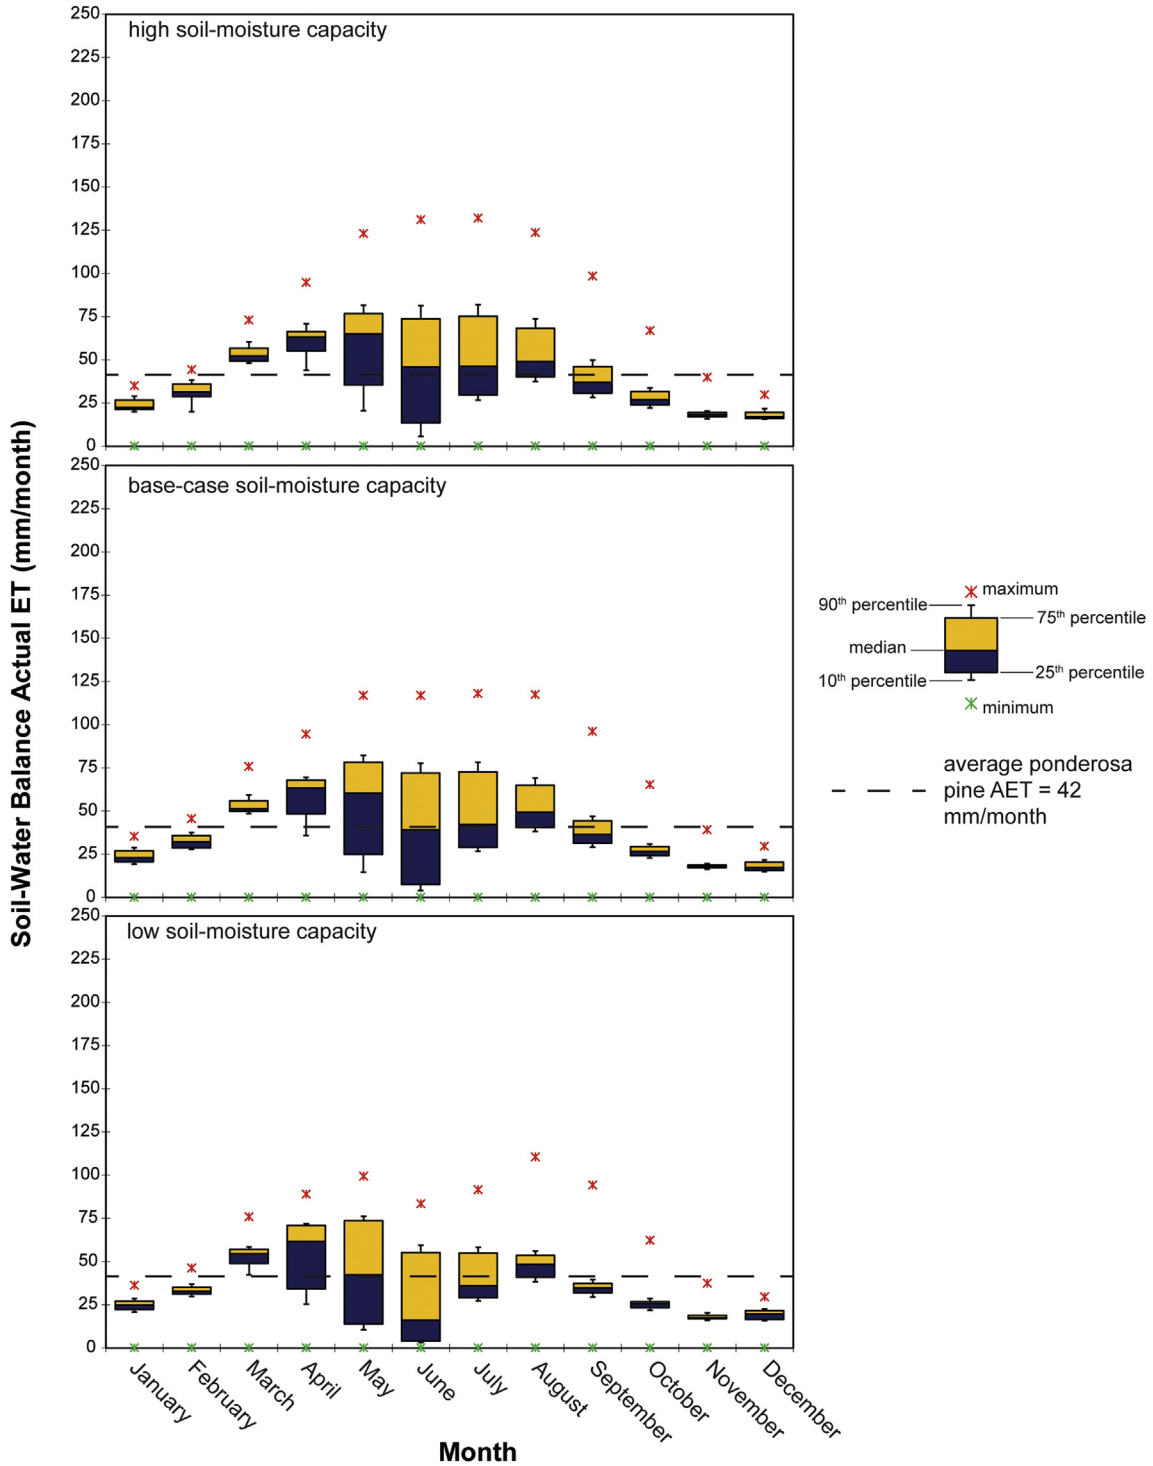 Soil-Water Balance Actual ET (mm/month)
high soil-moisture capacity
250
225
200
175
150
125
100
75
50
25
0
base-case soil-moisture capacity
250
225
200
175
150
125
100
75
50
25
0
low soil-moisture capacity
250
225
200
175
150
125
100
75
50
25
0
January
February
March
April
May
June
July
August
September
October
November
December
Month
maximum
90th percentile
75th percentile
median
25th percentile
10th percentile
minimum
average ponderosa
pine AET = 42
mm/month